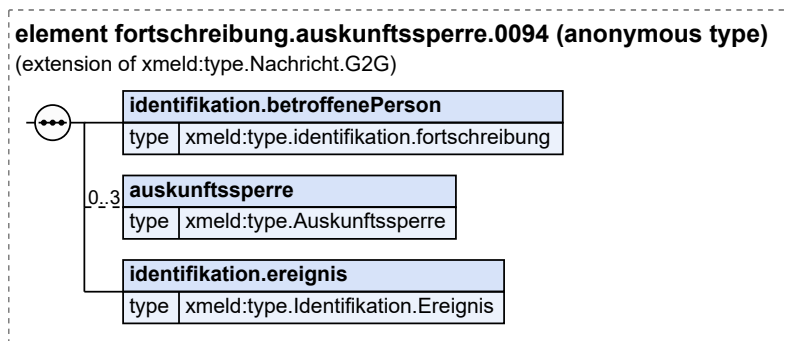 element fortschreibung.auskunftssperre.0094 (anonymous type)
(extension of xmeld:type.Nachricht.G2G)
identifikation.betroffenePerson
type xmeld:type.identifikation.fortschreibung
0..3 auskunftssperre
type xmeld:type.Auskunftssperre
identifikation.ereignis
type xmeld:type.Identifikation.Ereignis